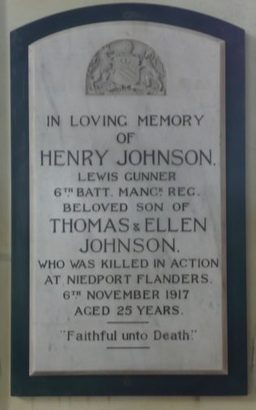 IN LOVING MEMORY
OF
HENRY JOHNSON.
LEWIS GUNNER
6TH BATT. MANCR REG.
BELOVED SON OF
THOMAS & ELLEN
JOHNSON.
WHO WAS KILLED IN ACTION
AT NIEDPORT FLANDERS.
6TH NOVEMBER 1917
AGED 25 YEARS.
"Faithful unto Death."